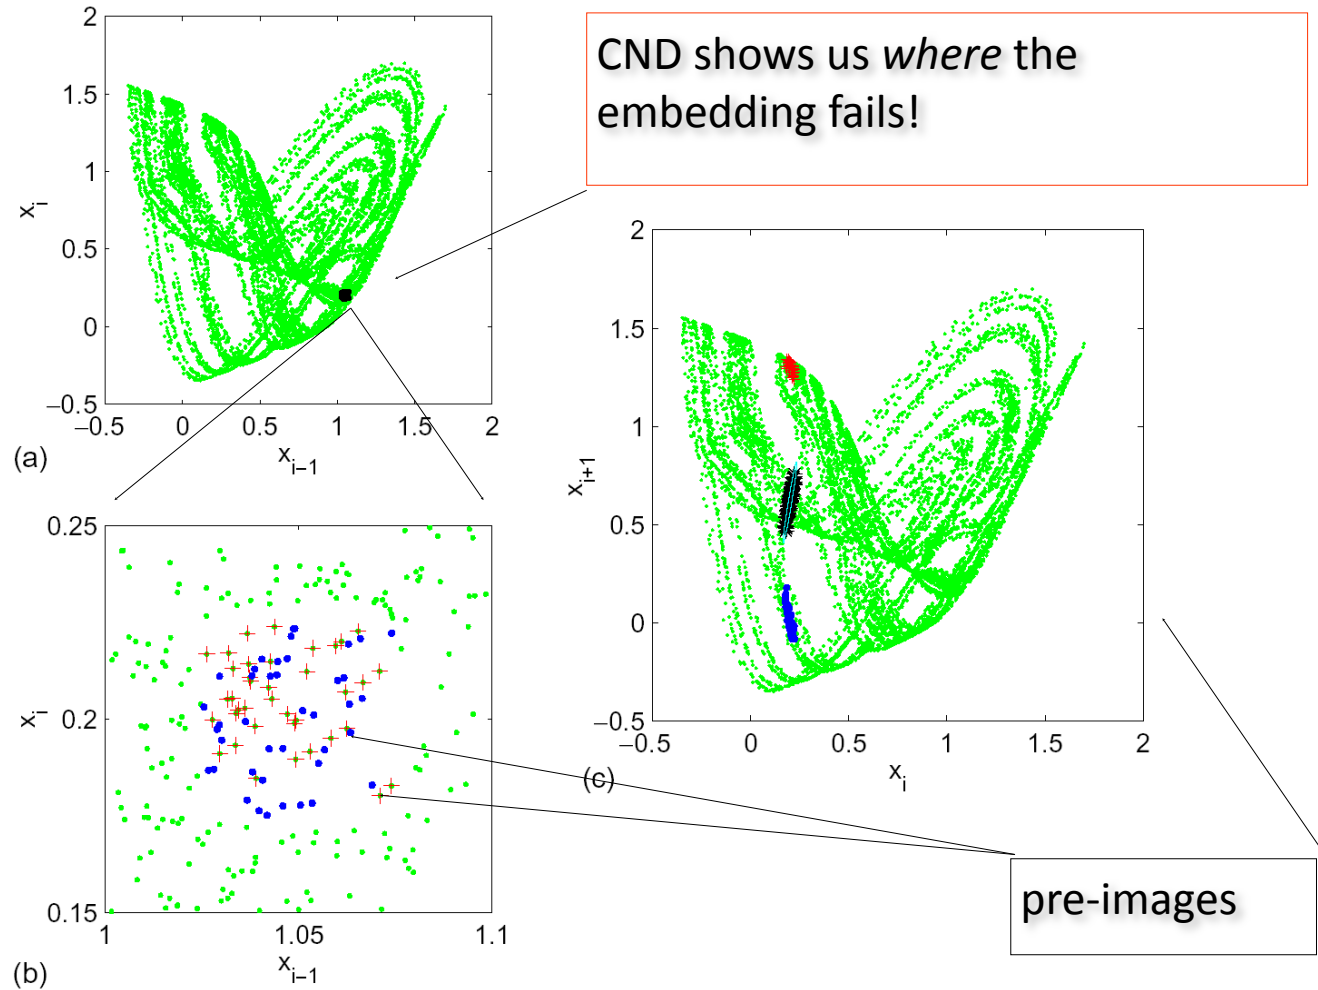 CND shows us where the
embedding fails!
2
1.5
1
0.5
0
−0.5
x_i
−0.5 0 0.5 1 1.5 2
x_{i−1}
(a)
0.25
0.2
0.15
x_i
1 1.05 1.1
x_{i−1}
(b)
2
1.5
1
0.5
0
−0.5
x_{i+1}
−0.5 0 0.5 1 1.5 2
x_i
(c)
pre-images